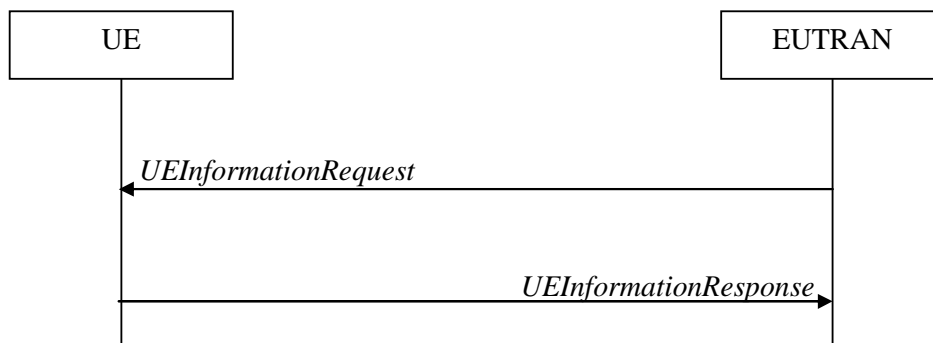 UE
EUTRAN
UEInformationRequest
UEInformationResponse